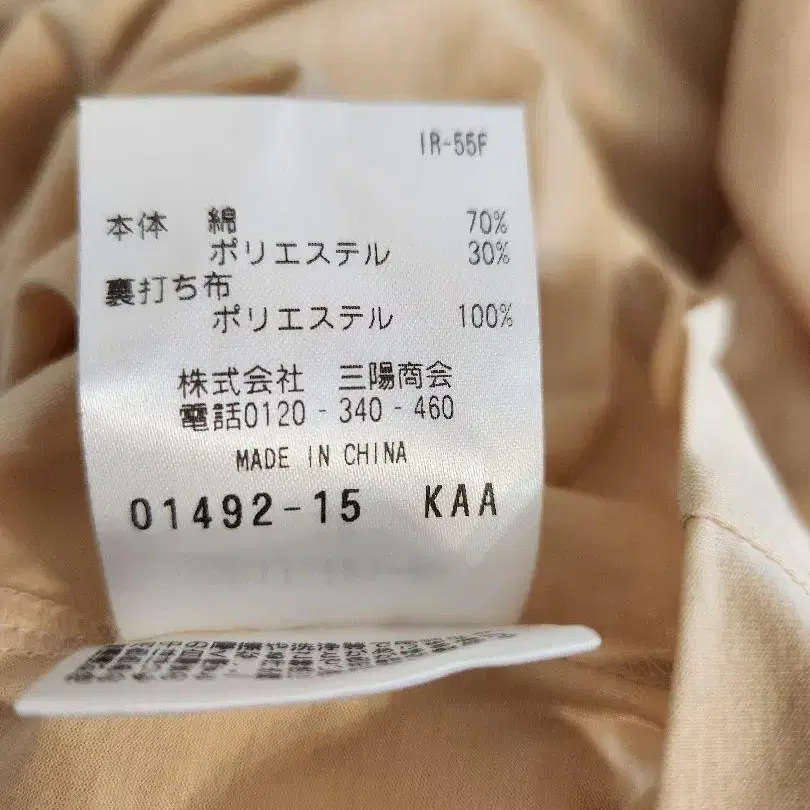 IR-55F
本体 綿 70%
ポリエステル 30%
裏打ち布
ポリエステル 100%
株式会社 三陽商会
電話0120-340-460
MADE IN CHINA
01492-15 KAA